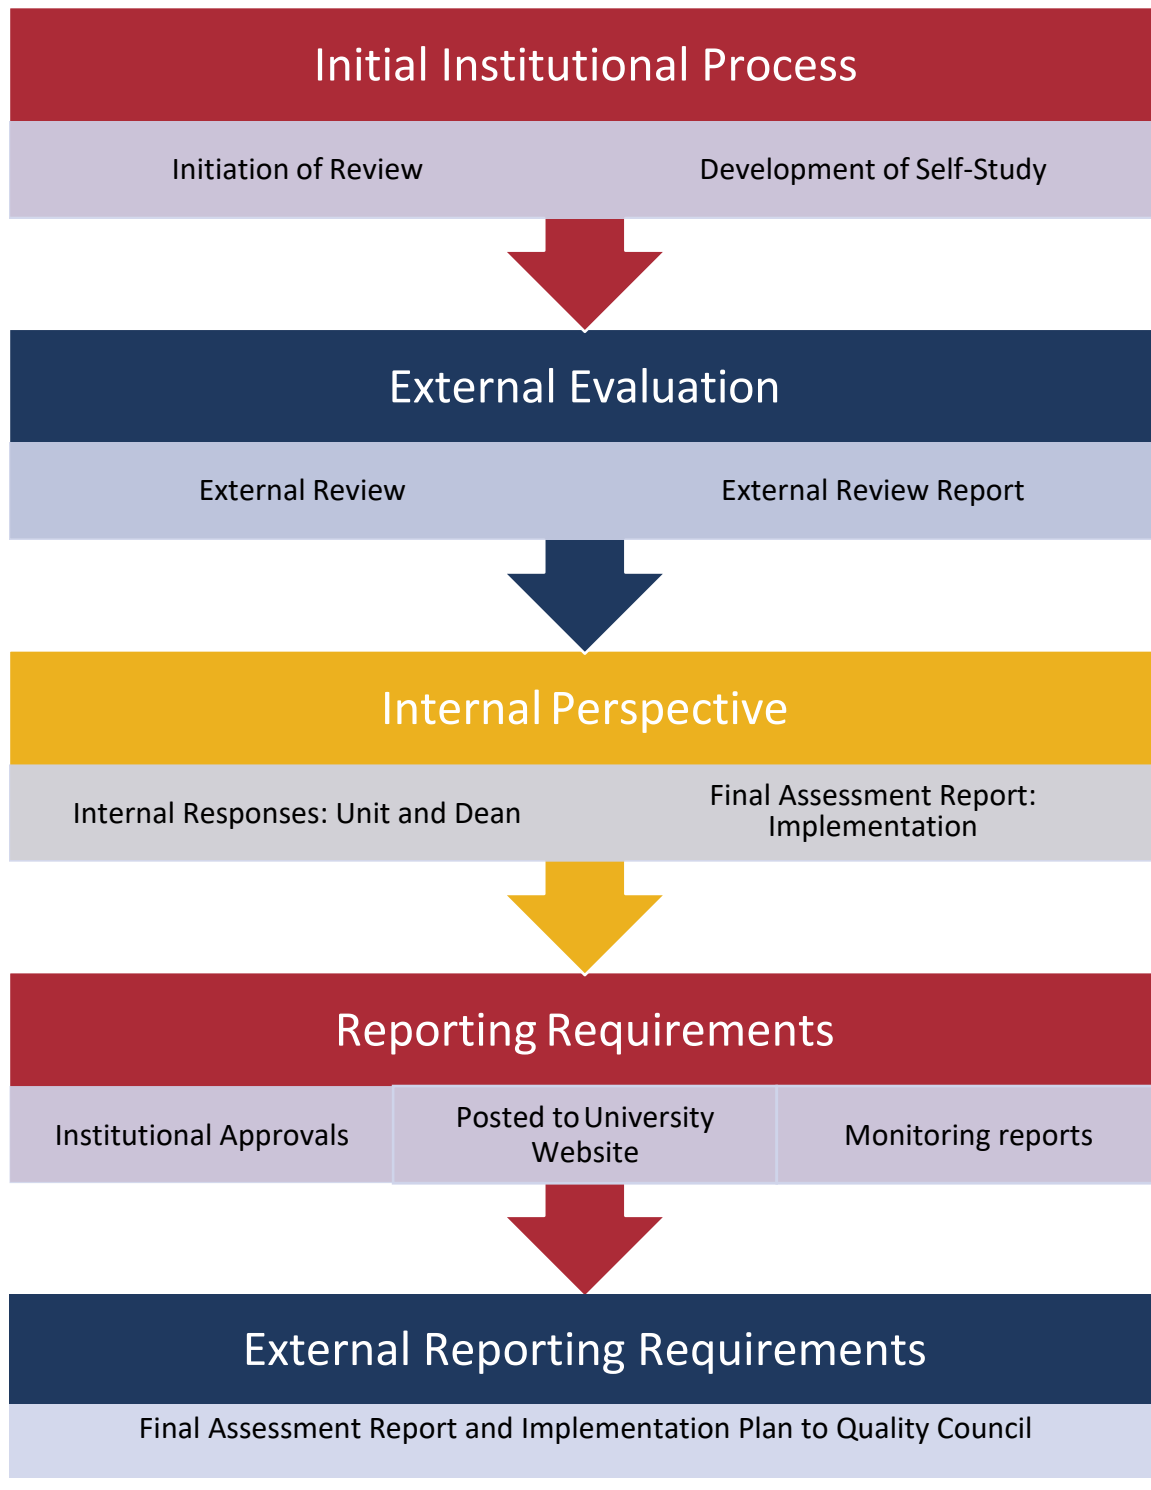 Initial Institutional Process
Initiation of Review
Development of Self-Study
External Evaluation
External Review
External Review Report
Internal Perspective
Internal Responses: Unit and Dean
Final Assessment Report:
Implementation
Reporting Requirements
Institutional Approvals
Posted to University
Website
Monitoring reports
External Reporting Requirements
Final Assessment Report and Implementation Plan to Quality Council